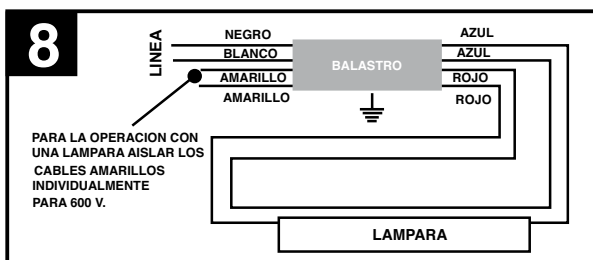 8
LINEA
NEGRO
BLANCO
AMARILLO
AMARILLO
BALASTRO
AZUL
AZUL
ROJO
ROJO
PARA LA OPERACION CON
UNA LAMPARA AISLAR LOS
CABLES AMARILLOS
INDIVIDUALMENTE
PARA 600 V.
LAMPARA